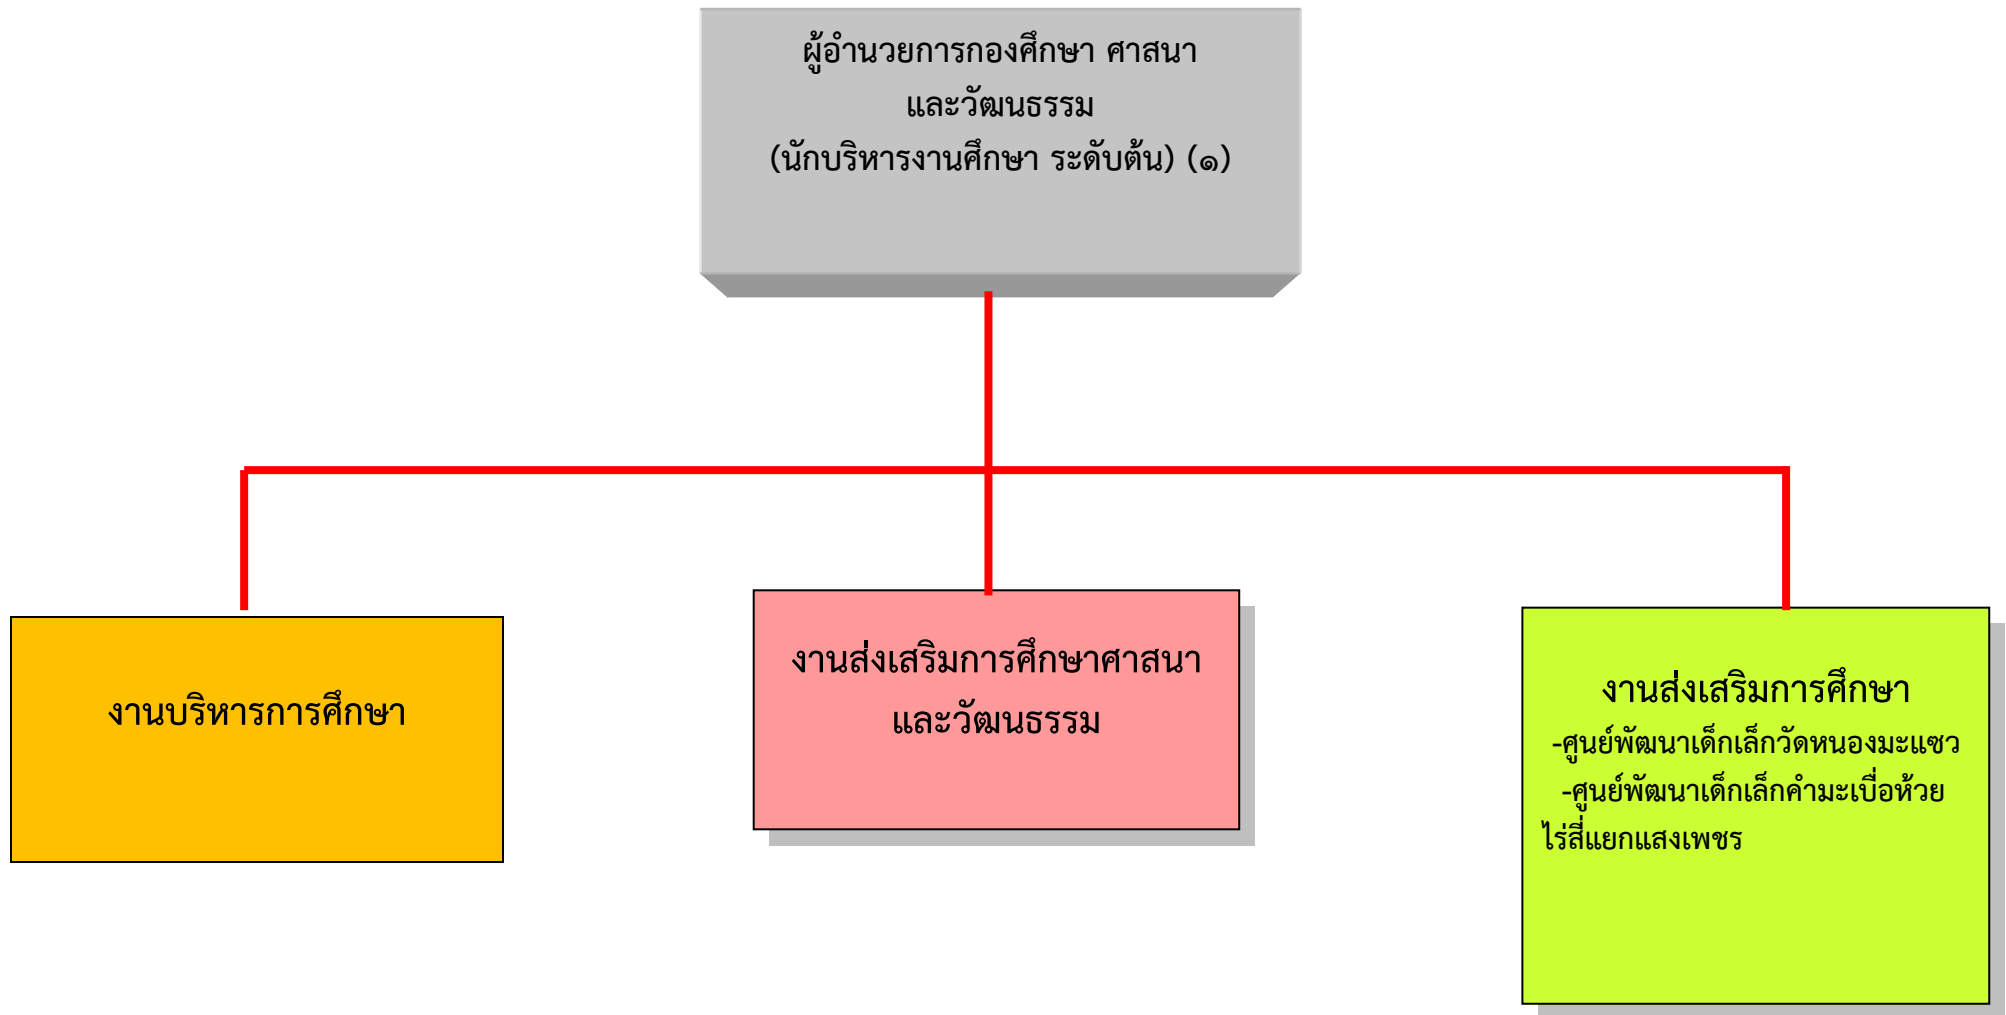 ผู้อำนวยการกองศึกษา ศาสนา
และวัฒนธรรม
(นักบริหารงานศึกษา ระดับต้น) (๑)
งานบริหารการศึกษา
งานส่งเสริมการศึกษาศาสนา
และวัฒนธรรม
งานส่งเสริมการศึกษา
-ศูนย์พัฒนาเด็กเล็กวัดหนองมะแซว
-ศูนย์พัฒนาเด็กเล็กคำมะเบื่อห้วย
ไร่สี่แยกแสงเพชร